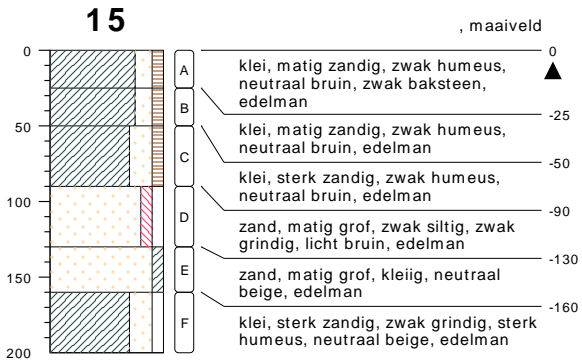 15
, maaiveld
0
0
A
klei, matig zandig, zwak humeus,
neutraal bruin, zwak baksteen,
edelman
-25
B
klei, matig zandig, zwak humeus,
neutraal bruin, edelman
50
-50
C
klei, sterk zandig, zwak humeus,
neutraal bruin, edelman
-90
100
D
zand, matig grof, zwak siltig, zwak
grindig, licht bruin, edelman
-130
150
E
zand, matig grof, kleiig, neutraal
beige, edelman
-160
F
klei, sterk zandig, zwak grindig, sterk
humeus, neutraal beige, edelman
200